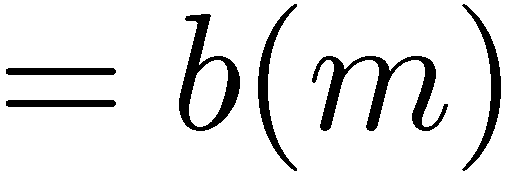 = b(m)